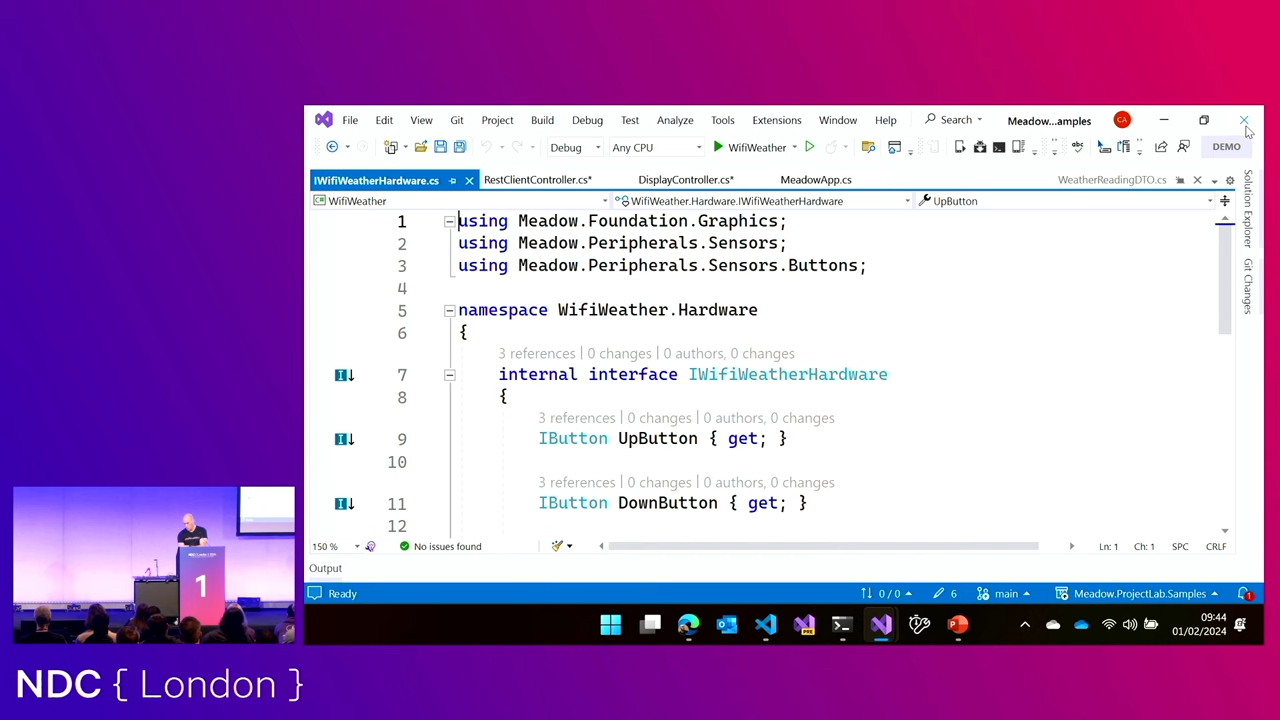 File Edit View Git Project Build Debug Test Analyze Tools Extensions Window Help Search Meadow...amples CA
Debug Any CPU WifiWeather DEMO
IWifiWeatherHardware.cs RestClientController.cs* DisplayController.cs* MeadowApp.cs WeatherReadingDTO.cs
WifiWeather WifiWeather.Hardware.IWifiWeatherHardware UpButton
Solution Explorer
Git Changes
1 using Meadow.Foundation.Graphics;
2 using Meadow.Peripherals.Sensors;
3 using Meadow.Peripherals.Sensors.Buttons;
4
5 namespace WifiWeather.Hardware
6 {
3 references | 0 changes | 0 authors, 0 changes
7 internal interface IWifiWeatherHardware
8 {
3 references | 0 changes | 0 authors, 0 changes
9 IButton UpButton { get; }
10
3 references | 0 changes | 0 authors, 0 changes
11 IButton DownButton { get; }
12
150 % No issues found Ln: 1 Ch: 1 SPC CRLF
Output
Ready 0 / 0 6 main Meadow.ProjectLab.Samples 1
PRE P 09:44
01/02/2024
1
NDC { London }